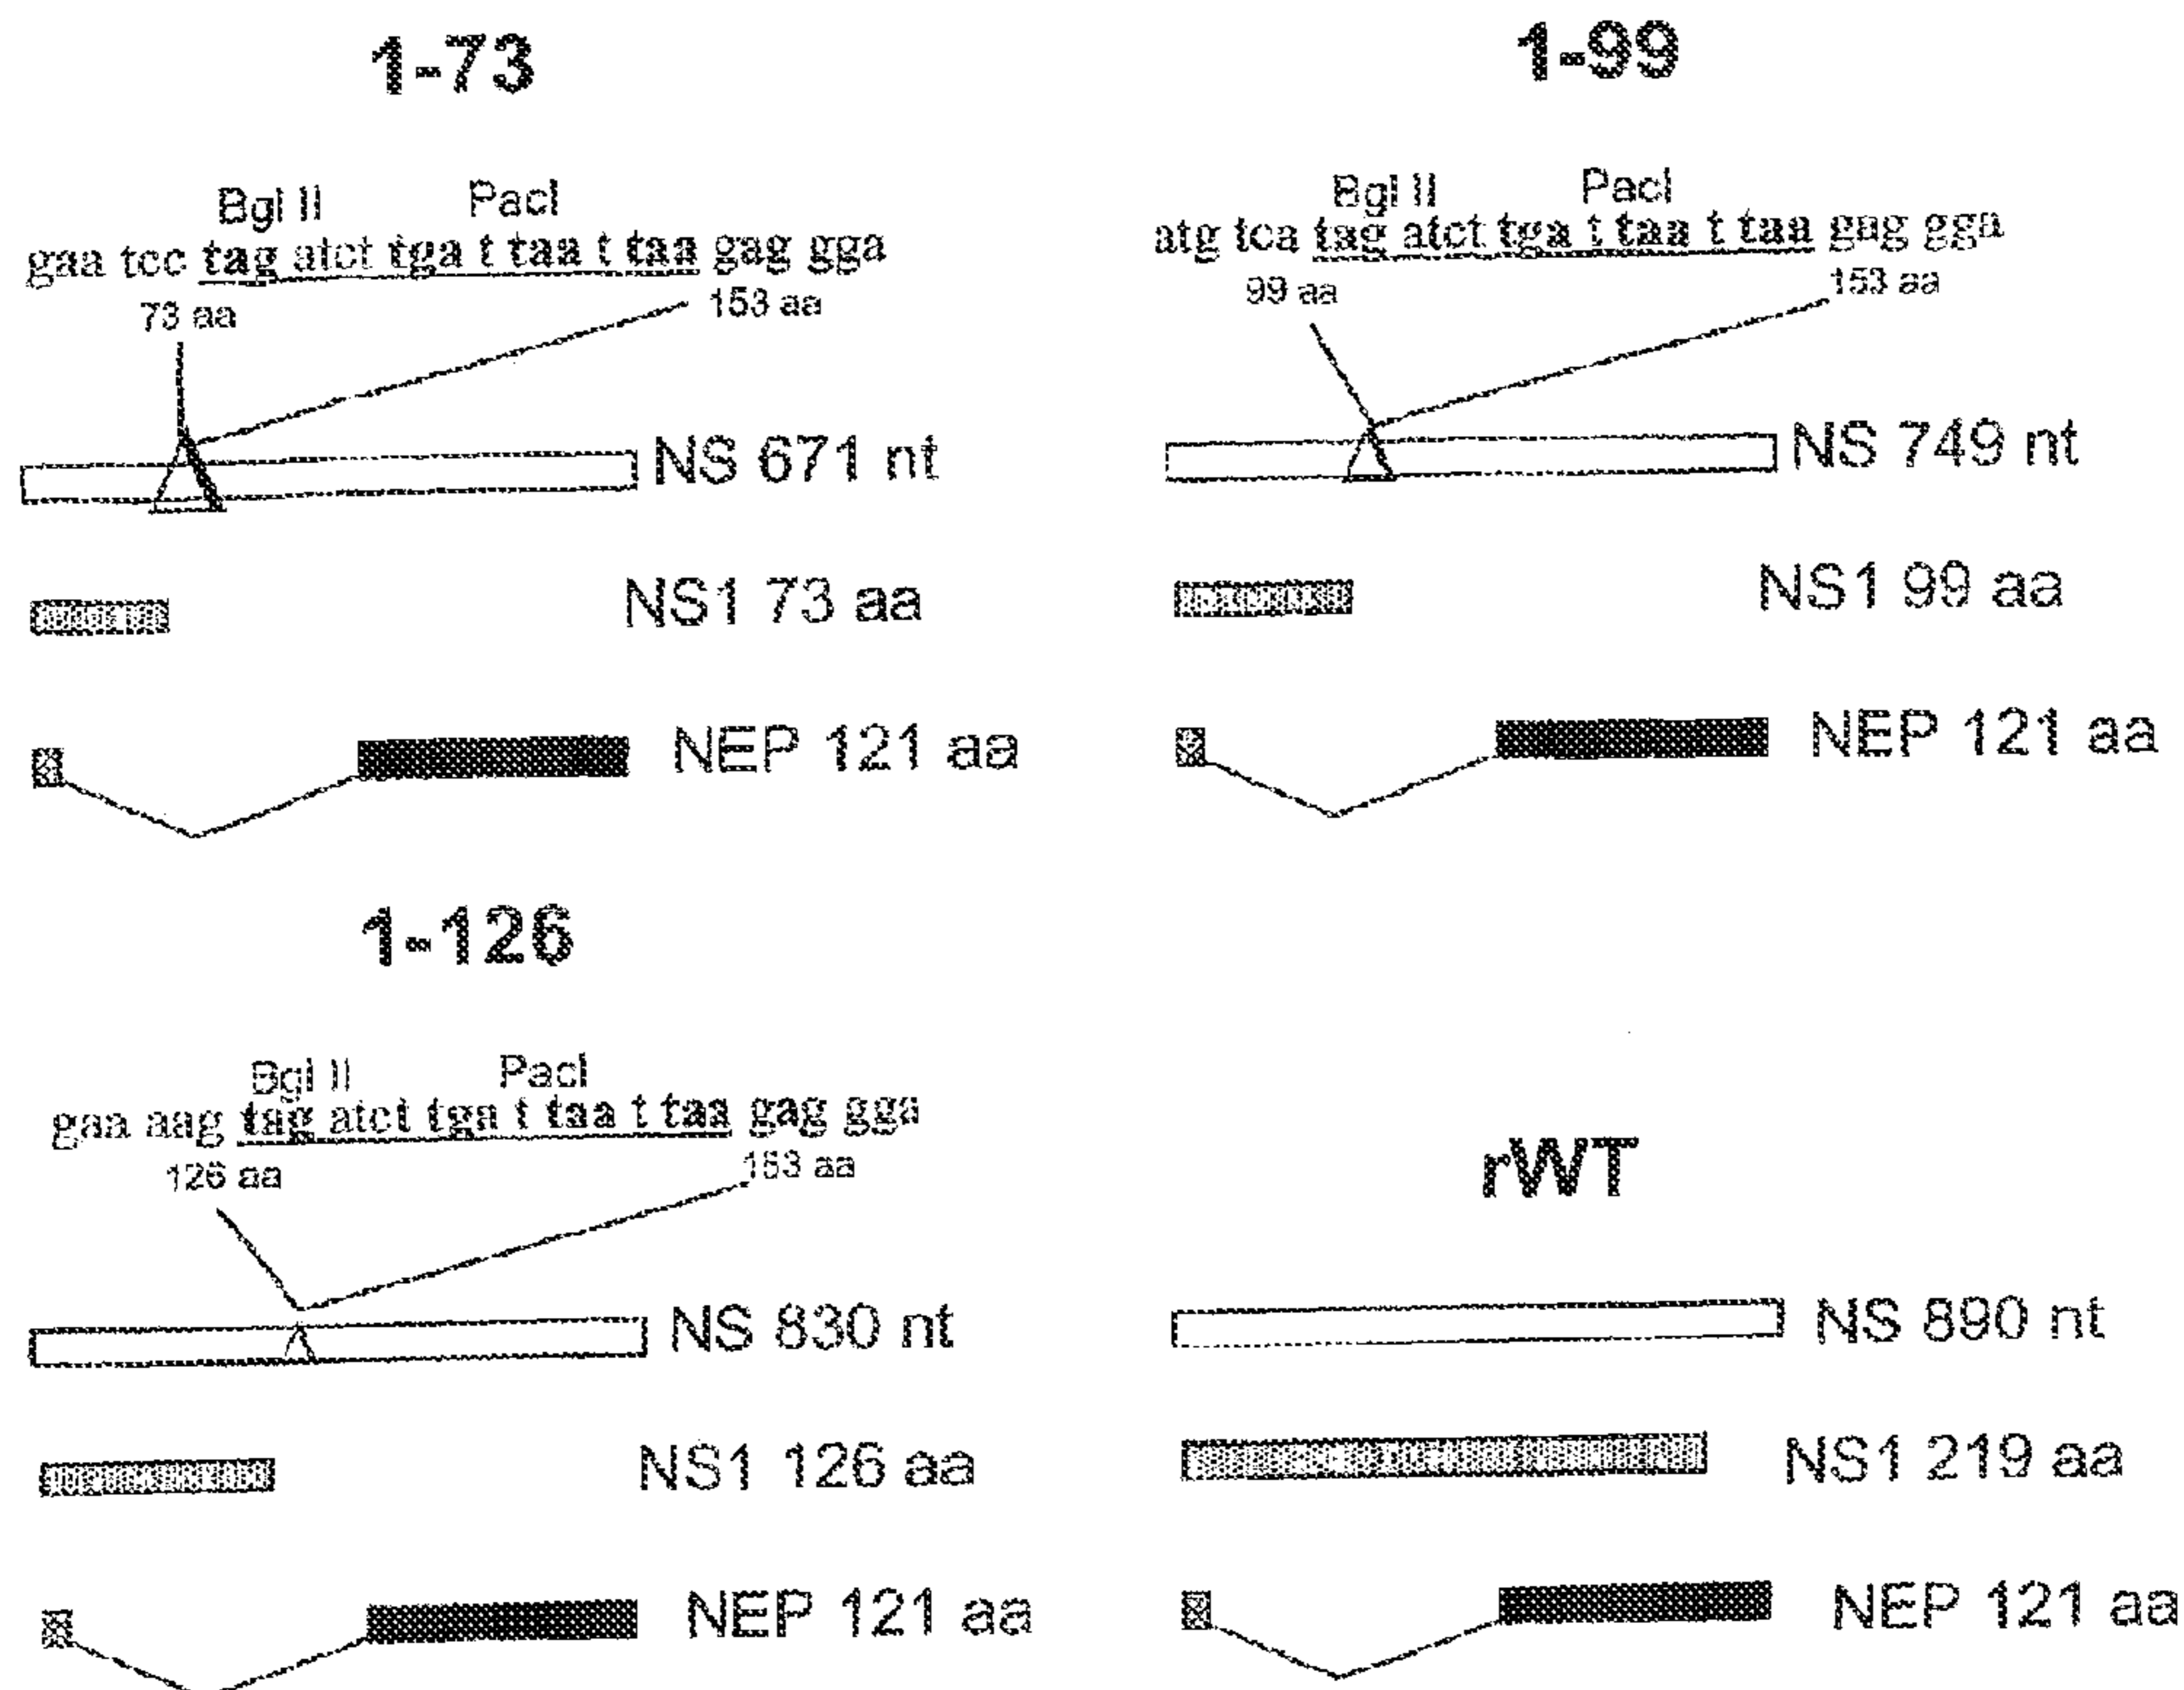 1-73
Bgl II PacI
gaa tcc tag atct tga t taa t taa gag gga
73 aa 153 aa
NS 671 nt
NS1 73 aa
NEP 121 aa
1-99
Bgl II PacI
atg tca tag atct tga t taa t taa gag gga
99 aa 153 aa
NS 749 nt
NS1 99 aa
NEP 121 aa
1-126
Bgl II PacI
gaa aag tag atct tga t taa t taa gag gga
126 aa 153 aa
NS 830 nt
NS1 126 aa
NEP 121 aa
rWT
NS 890 nt
NS1 219 aa
NEP 121 aa